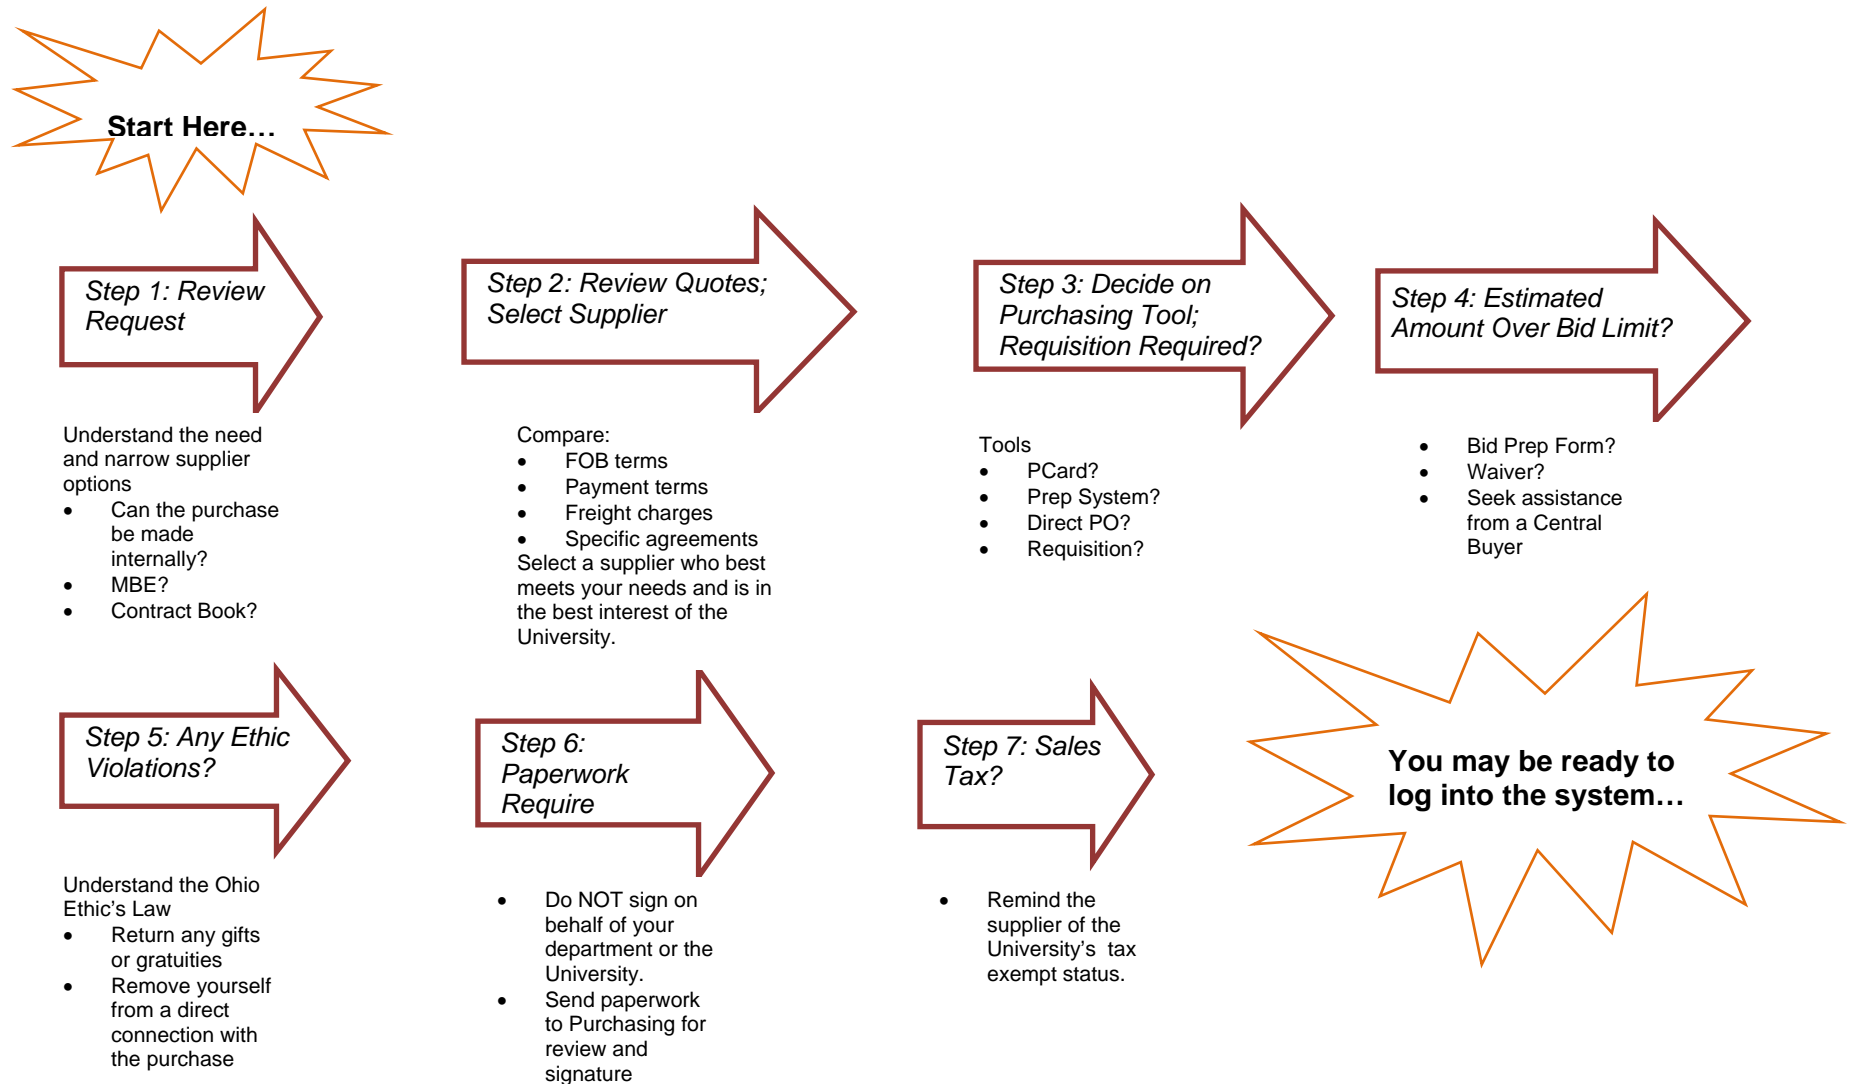 Start Here…
Step 1: Review
Request
Step 2: Review Quotes;
Select Supplier
Step 3: Decide on
Purchasing Tool;
Requisition Required?
Step 4: Estimated
Amount Over Bid Limit?
Understand the need
and narrow supplier
options
• Can the purchase
be made
internally?
• MBE?
• Contract Book?
Compare:
• FOB terms
• Payment terms
• Freight charges
• Specific agreements
Select a supplier who best
meets your needs and is in
the best interest of the
University.
Tools
• PCard?
• Prep System?
• Direct PO?
• Requisition?
• Bid Prep Form?
• Waiver?
• Seek assistance
from a Central
Buyer
Step 5: Any Ethic
Violations?
Step 6:
Paperwork
Require
Step 7: Sales
Tax?
You may be ready to
log into the system…
Understand the Ohio
Ethic’s Law
• Return any gifts
or gratuities
• Remove yourself
from a direct
connection with
the purchase
• Do NOT sign on
behalf of your
department or the
University.
• Send paperwork
to Purchasing for
review and
signature
• Remind the
supplier of the
University’s  tax
exempt status.